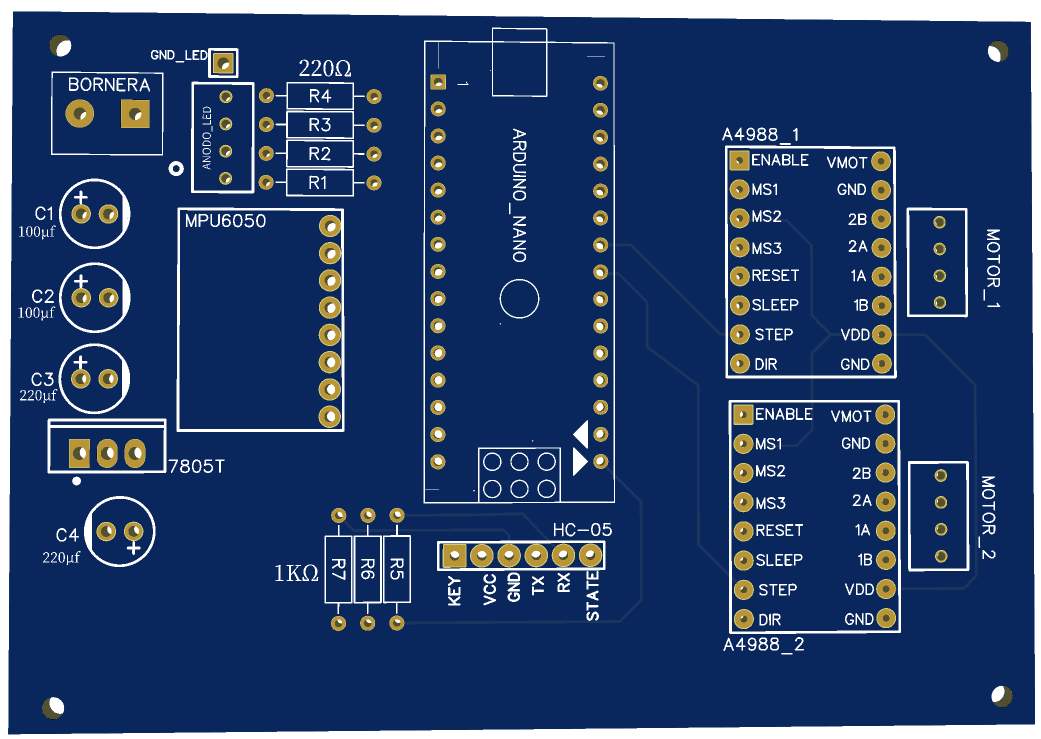 GND_LED
BORNERA
220Ω
ANODO_LED
R4
R3
R2
R1
C1
100µf
C2
100µf
C3
220µf
7805T
C4
220µf
MPU6050
1
ARDUINO_NANO
1KΩ
R7
R6
R5
HC-05
KEY
VCC
GND
TX
RX
STATE
A4988_1
ENABLE
MS1
MS2
MS3
RESET
SLEEP
STEP
DIR
VMOT
GND
2B
2A
1A
1B
VDD
GND
MOTOR_1
ENABLE
MS1
MS2
MS3
RESET
SLEEP
STEP
DIR
VMOT
GND
2B
2A
1A
1B
VDD
GND
A4988_2
MOTOR_2